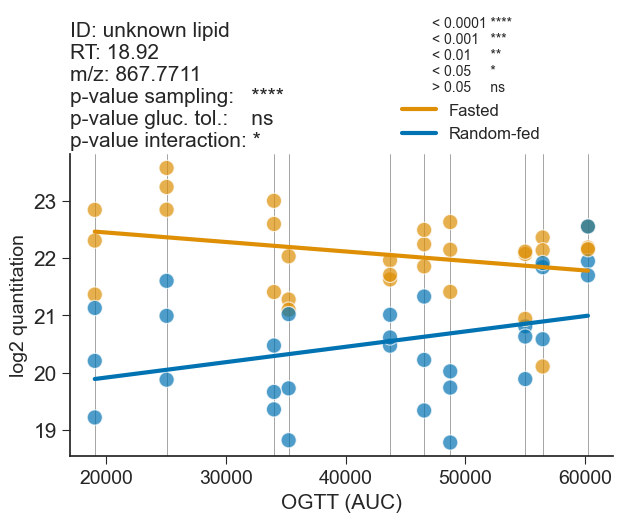 ID: unknown lipid
RT: 18.92
m/z: 867.7711
p-value sampling: ****
p-value gluc. tol.: ns
p-value interaction: *
< 0.0001 ****
< 0.001 ***
< 0.01 **
< 0.05 *
> 0.05 ns
Fasted
Random-fed
log2 quantitation
23
22
21
20
19
20000 30000 40000 50000 60000
OGTT (AUC)